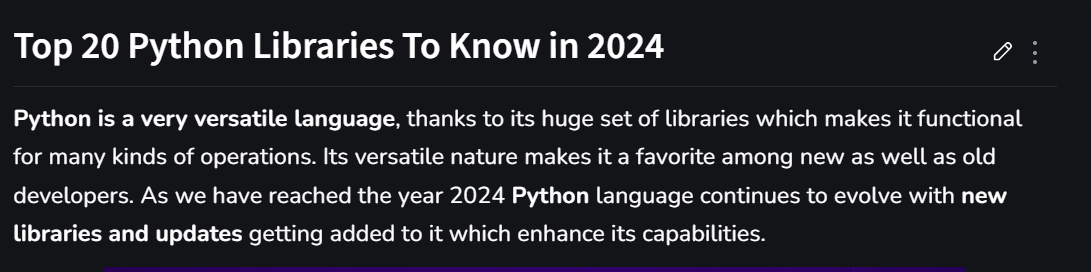 Top 20 Python Libraries To Know in 2024
Python is a very versatile language, thanks to its huge set of libraries which makes it functional
for many kinds of operations. Its versatile nature makes it a favorite among new as well as old
developers. As we have reached the year 2024 Python language continues to evolve with new
libraries and updates getting added to it which enhance its capabilities.